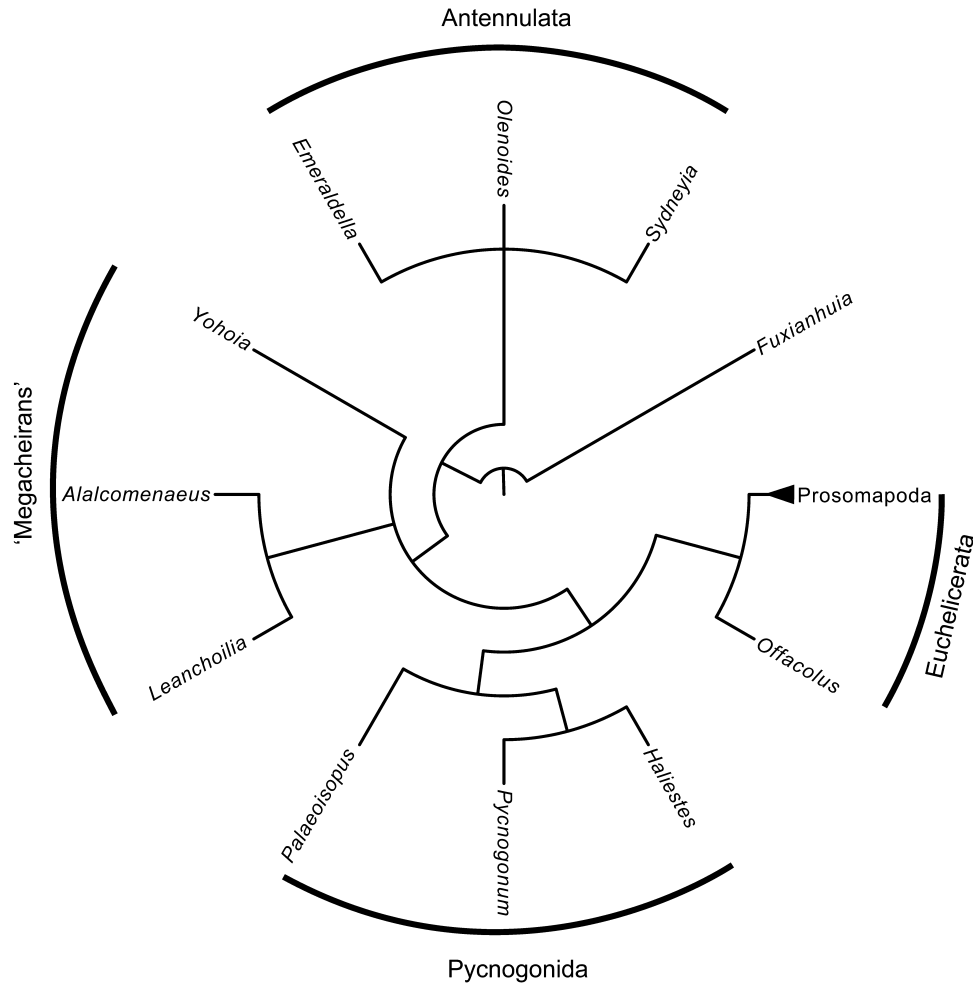 Antennulata
Olenoides
Emeraldella
Sydneyia
Fuxianhuia
Yohoia
‘Megacheirans’
Alalcomenaeus
Prosomapoda
Euchelicerata
Leanchoilia
Offacolus
Palaeoisopus
Pycnogonum
Haliestes
Pycnogonida